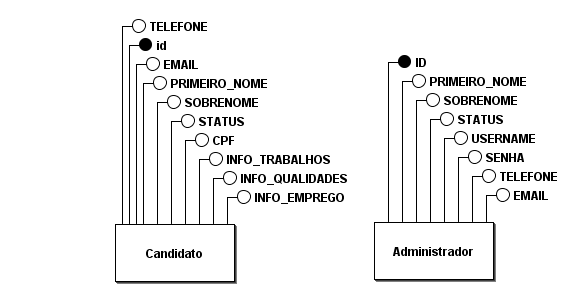 TELEFONE
id
EMAIL
PRIMEIRO_NOME
SOBRENOME
STATUS
CPF
INFO_TRABALHOS
INFO_QUALIDADES
INFO_EMPREGO
Candidato
ID
PRIMEIRO_NOME
SOBRENOME
STATUS
USERNAME
SENHA
TELEFONE
EMAIL
Administrador